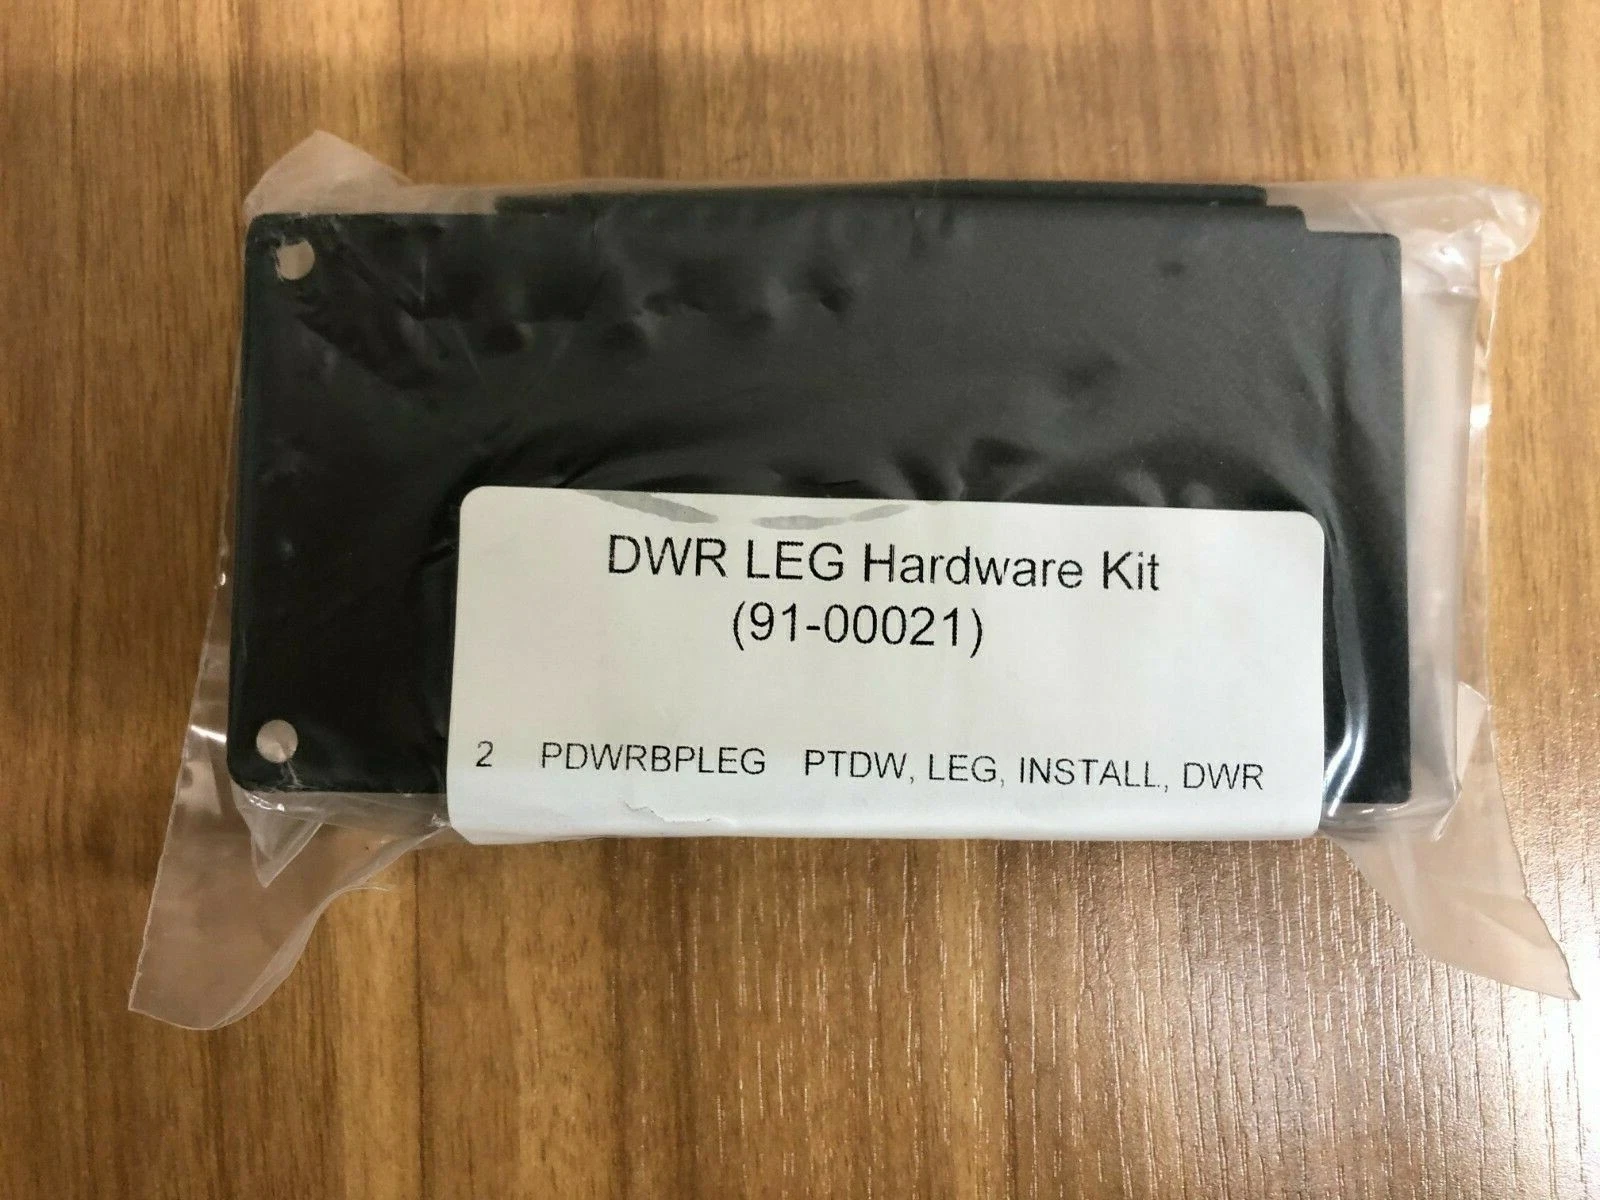 DWR LEG Hardware Kit
(91-00021)
2 PDWRBPLEG PTDW, LEG, INSTALL, DWR